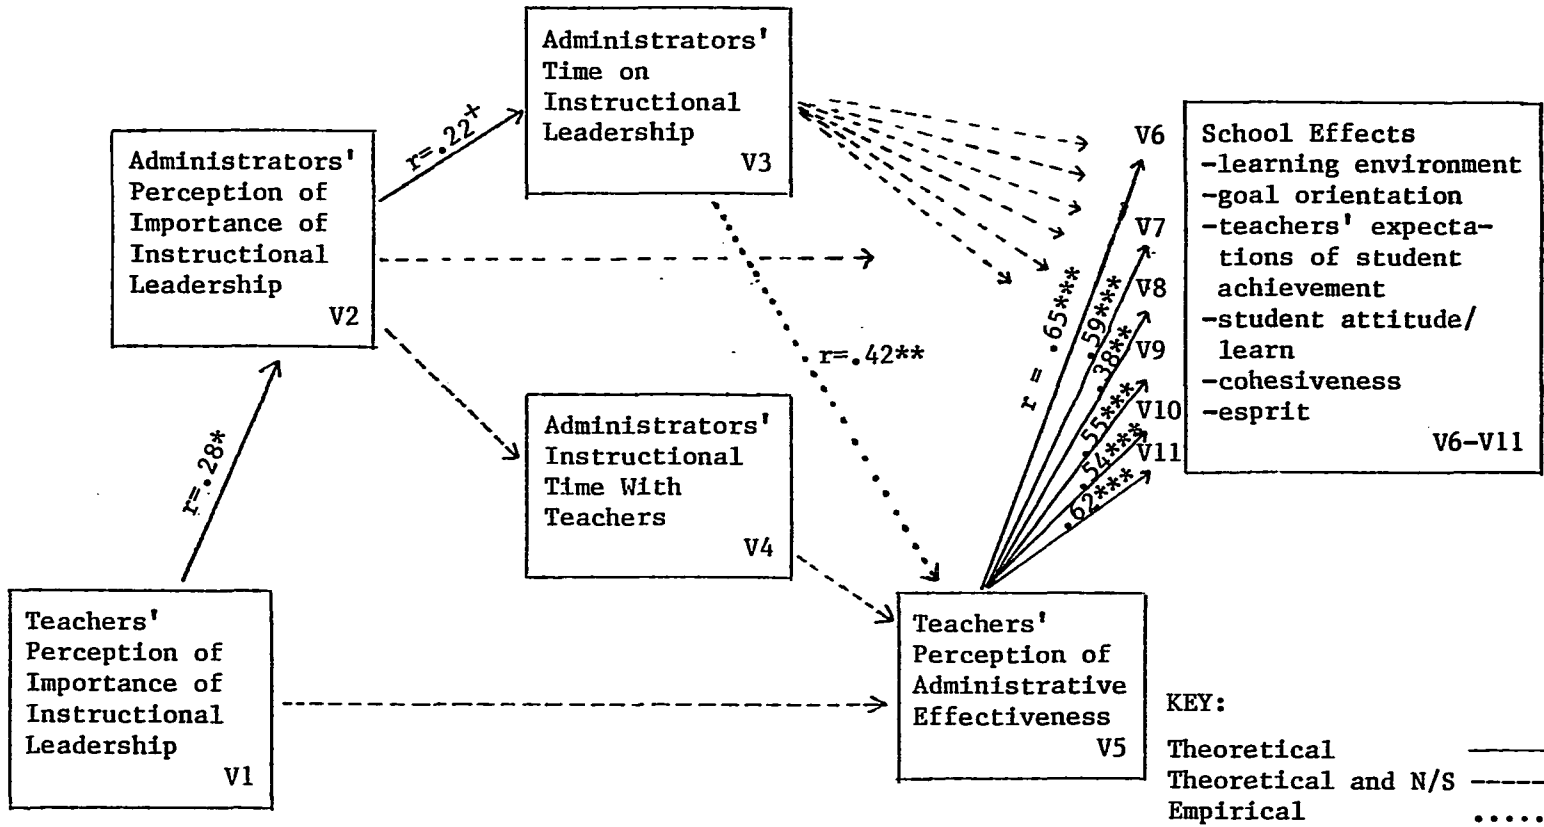 Administrators'
Time on
Instructional
Leadership
V3
r=.22+
Administrators'
Perception of
Importance of
Instructional
Leadership
V2
V6
V7
V8
V9
V10
V11
School Effects
-learning environment
-goal orientation
-teachers' expecta-
tions of student
achievement
-student attitude/
learn
-cohesiveness
-esprit
V6-V11
r = .65***
.59***
.38**
.55***
.54***
.62***
r=.42**
r=.28*
Administrators'
Instructional
Time With
Teachers
V4
Teachers'
Perception of
Importance of
Instructional
Leadership
V1
Teachers'
Perception of
Administrative
Effectiveness
V5
KEY:
Theoretical
Theoretical and N/S
Empirical